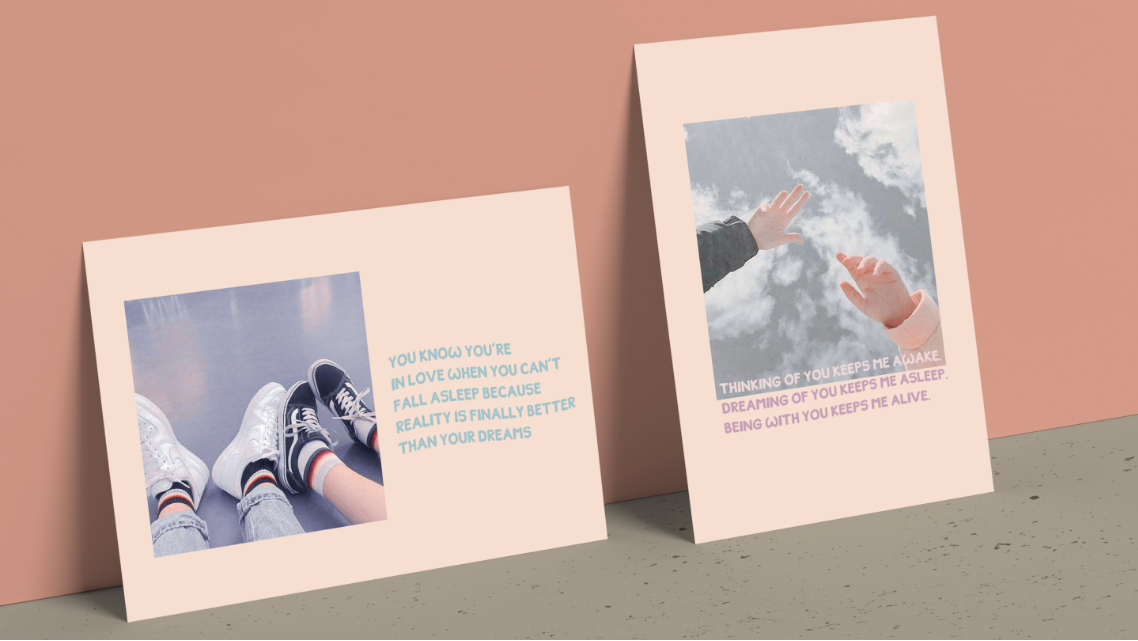 YOU KNOW YOU'RE
IN LOVE WHEN YOU CAN'T
FALL ASLEEP BECAUSE
REALITY IS FINALLY BETTER
THAN YOUR DREAMS
THINKING OF YOU KEEPS ME AWAKE.
DREAMING OF YOU KEEPS ME ASLEEP.
BEING WITH YOU KEEPS ME ALIVE.